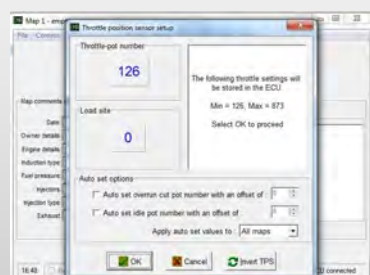 Map 1 - emp
Throttle position sensor setup
File
Throttle-pot number
126
The following throttle settings will
be stored in the ECU.
Min = 126, Max = 873
Select OK to proceed
Load site
0
Map comments
Date
Owner details
Engine details
Induction type
Fuel pressure
Injectors
Injection type
Exhaust
Auto set options
Auto set overrun cut pot number with an offset of
Auto set idle pot number with an offset of
Apply auto set values to : All maps
OK Cancel Invert TPS
16:48
connected